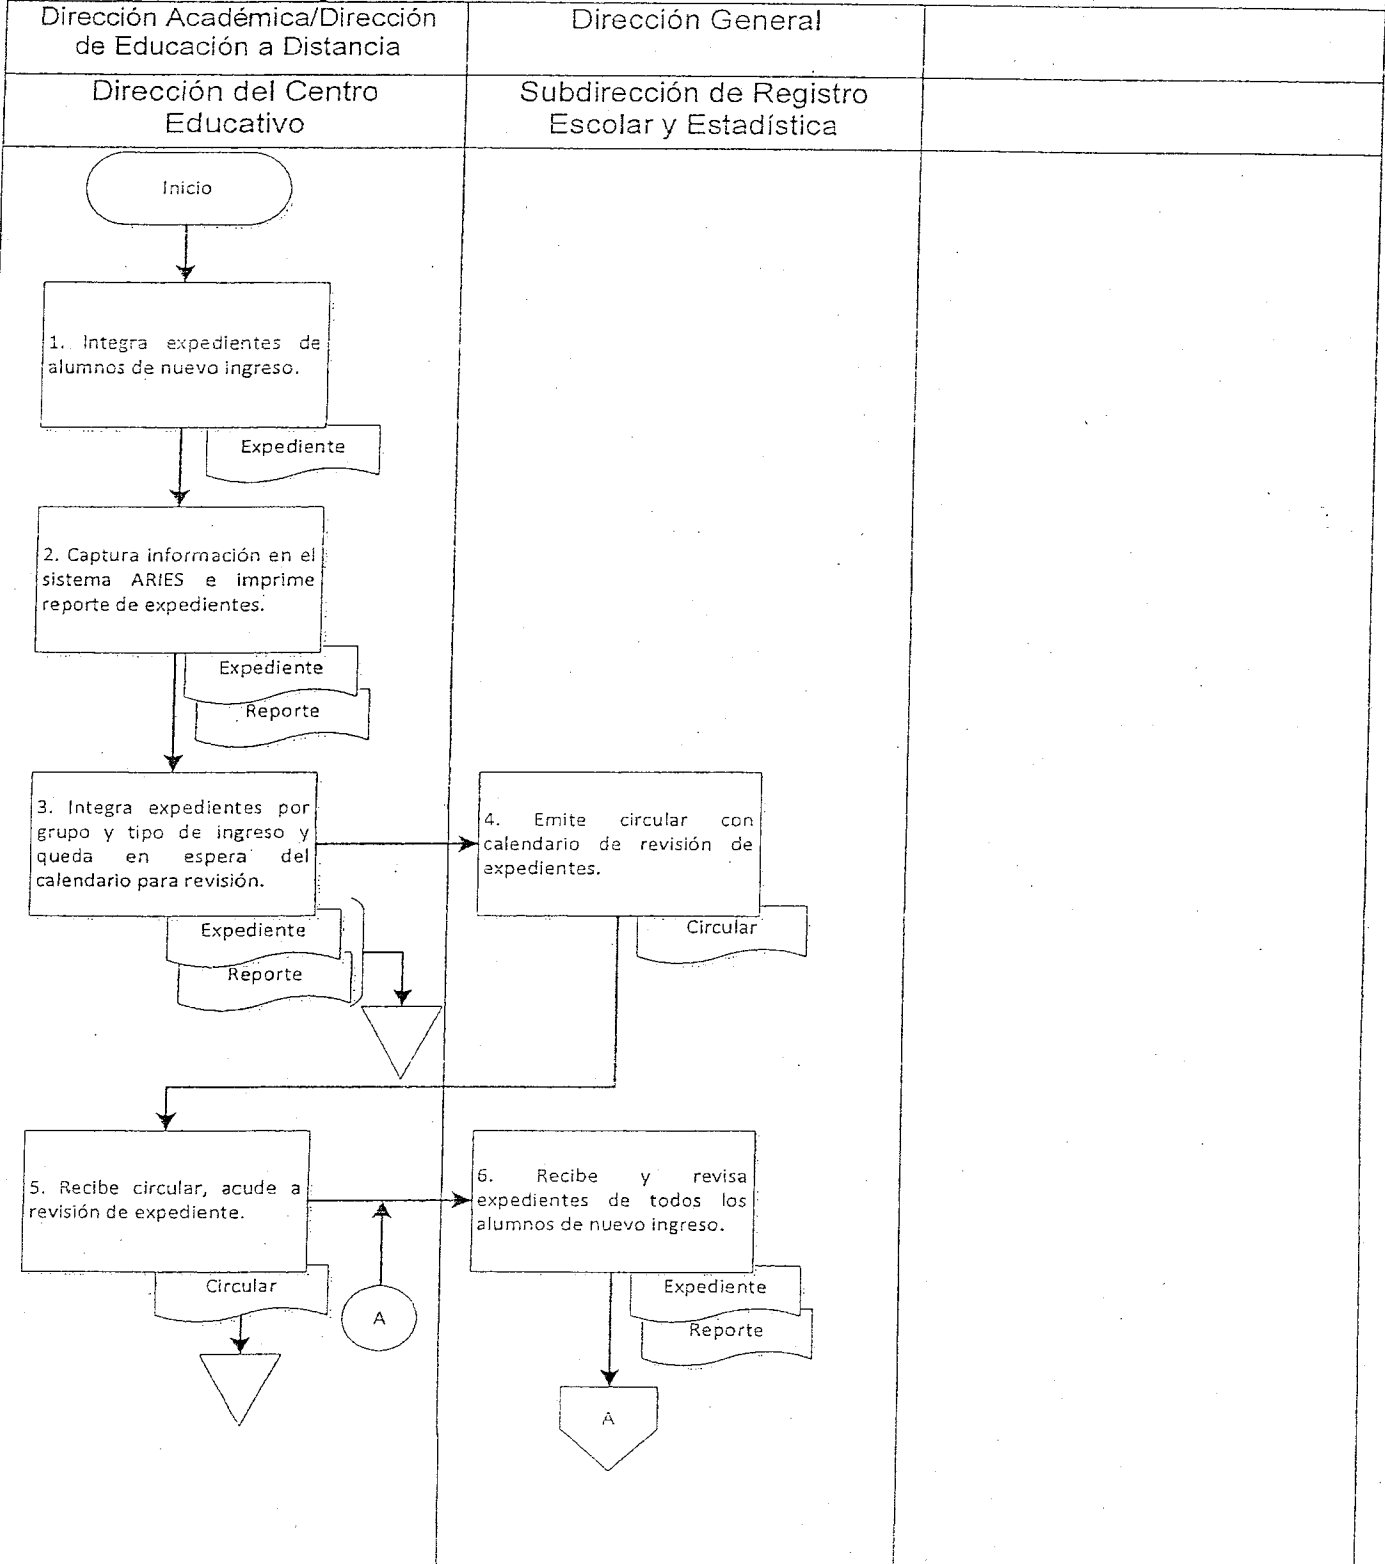 Dirección Académica/Dirección
de Educación a Distancia
Dirección General
Dirección del Centro
Educativo
Subdirección de Registro
Escolar y Estadística
Inicio
1. Integra expedientes de
alumnos de nuevo ingreso.
Expediente
2. Captura información en el
sistema ARIES e imprime
reporte de expedientes.
Expediente
Reporte
3. Integra expedientes por
grupo y tipo de ingreso y
queda en espera del
calendario para revisión.
Expediente
Reporte
4. Emite circular con
calendario de revisión de
expedientes.
Circular
5. Recibe circular, acude a
revisión de expediente.
Circular
A
6. Recibe y revisa
expedientes de todos los
alumnos de nuevo ingreso.
Expediente
Reporte
A